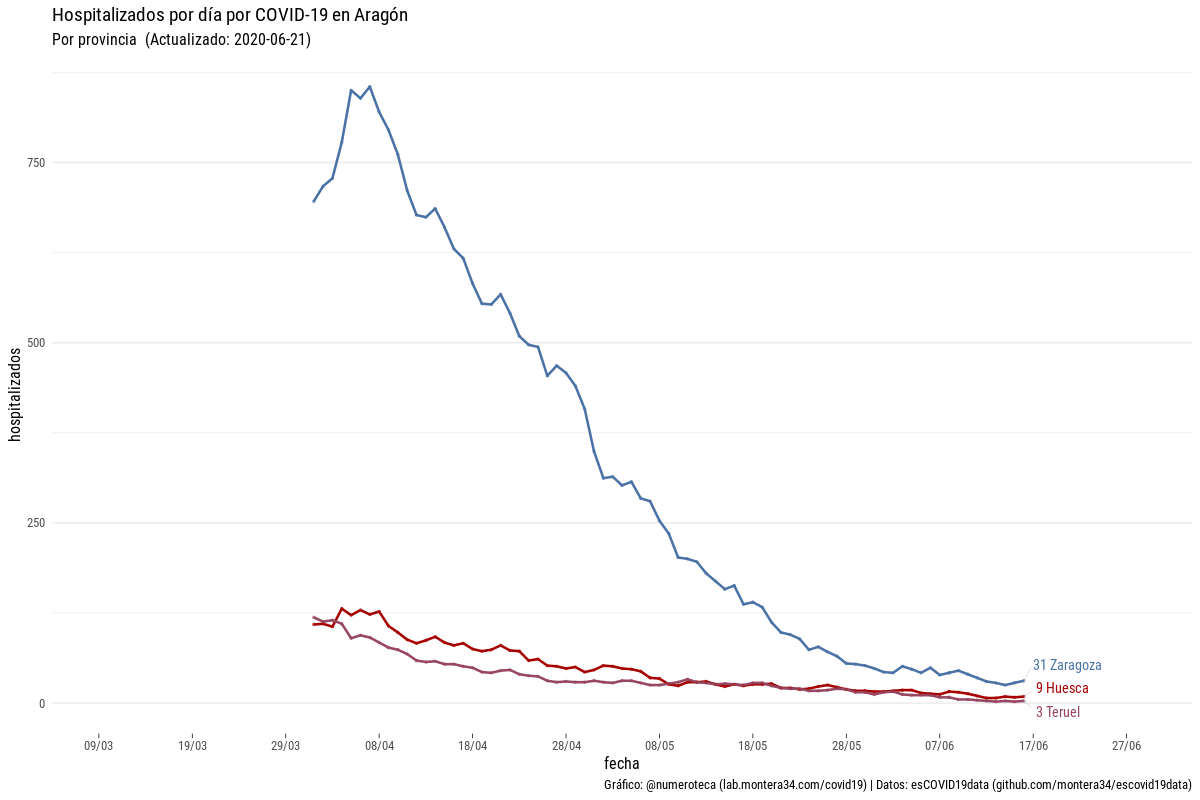 Hospitalizados por día por COVID-19 en Aragón
Por provincia  (Actualizado: 2020-06-21)
hospitalizados
750
500
250
0
31 Zaragoza
9 Huesca
3 Teruel
09/03 19/03 29/03 08/04 18/04 28/04 08/05 18/05 28/05 07/06 17/06 27/06
fecha
Gráfico: @numeroteca (lab.montera34.com/covid19) | Datos: esCOVID19data (github.com/montera34/escovid19data)